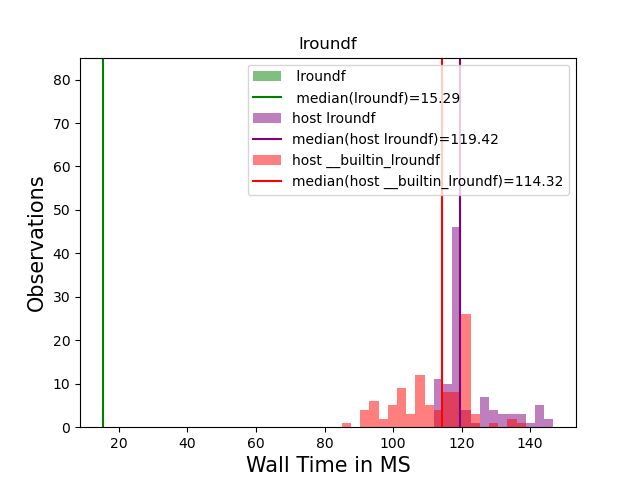 lroundf
lroundf
median(lroundf)=15.29
host lroundf
median(host lroundf)=119.42
host __builtin_lroundf
median(host __builtin_lroundf)=114.32
Observations
80
70
60
50
40
30
20
10
0
20 40 60 80 100 120 140
Wall Time in MS